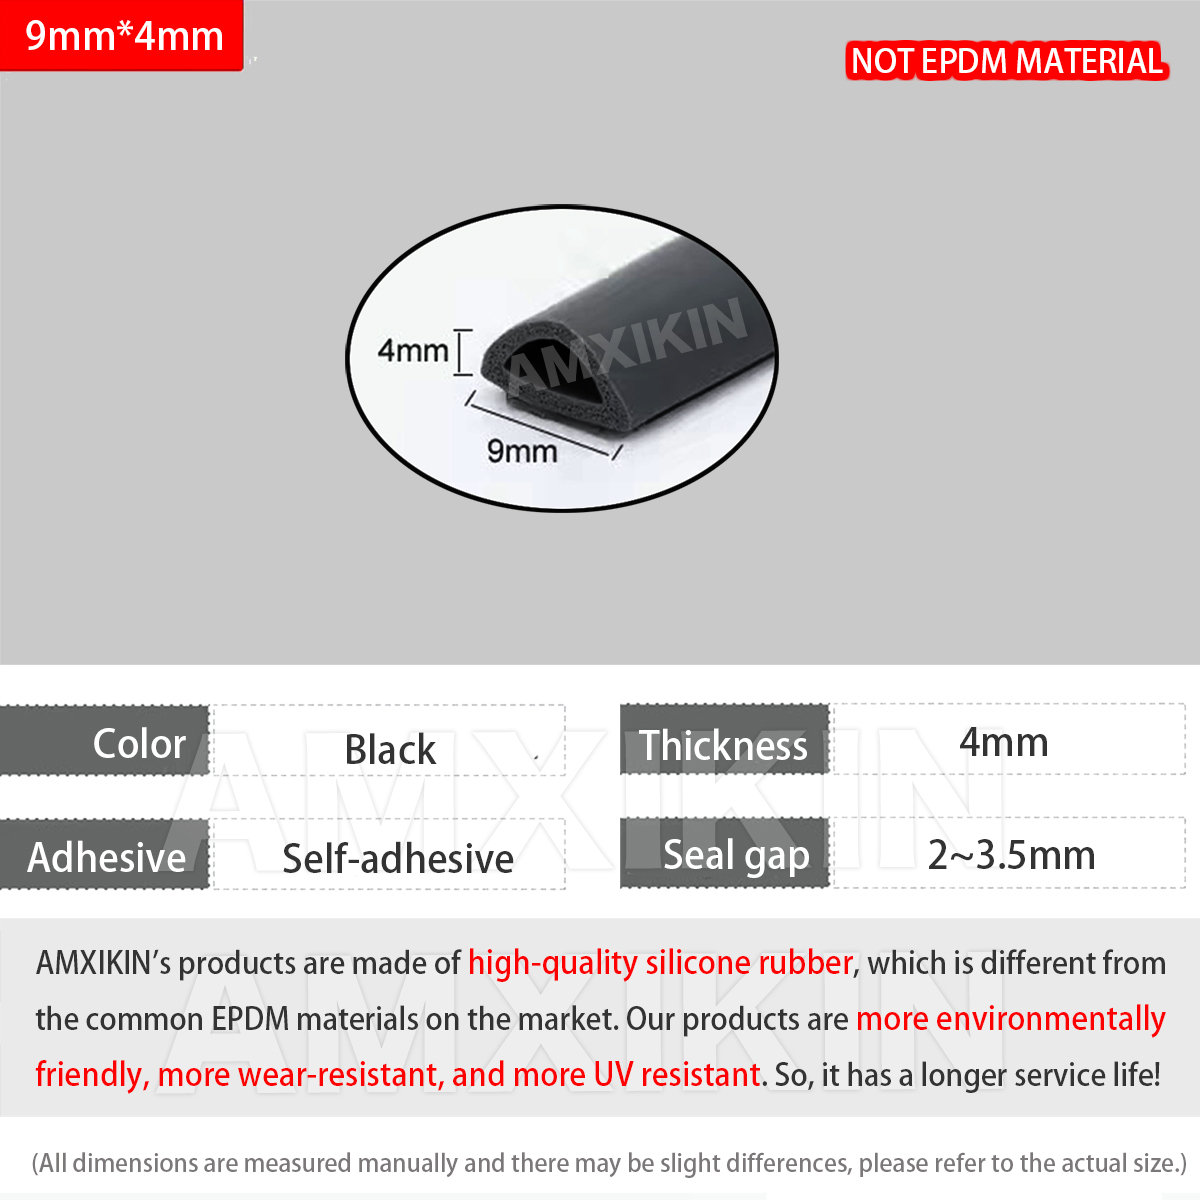 9mm*4mm
NOT EPDM MATERIAL
AMXIKIN
4mm
9mm
Color
Black
Thickness
4mm
Adhesive
Self-adhesive
Seal gap
2~3.5mm
AMXIKIN
AMXIKIN's products are made of high-quality silicone rubber, which is different from
the common EPDM materials on the market. Our products are more environmentally
friendly, more wear-resistant, and more UV resistant. So, it has a longer service life!
AMXIKIN
(All dimensions are measured manually and there may be slight differences, please refer to the actual size.)